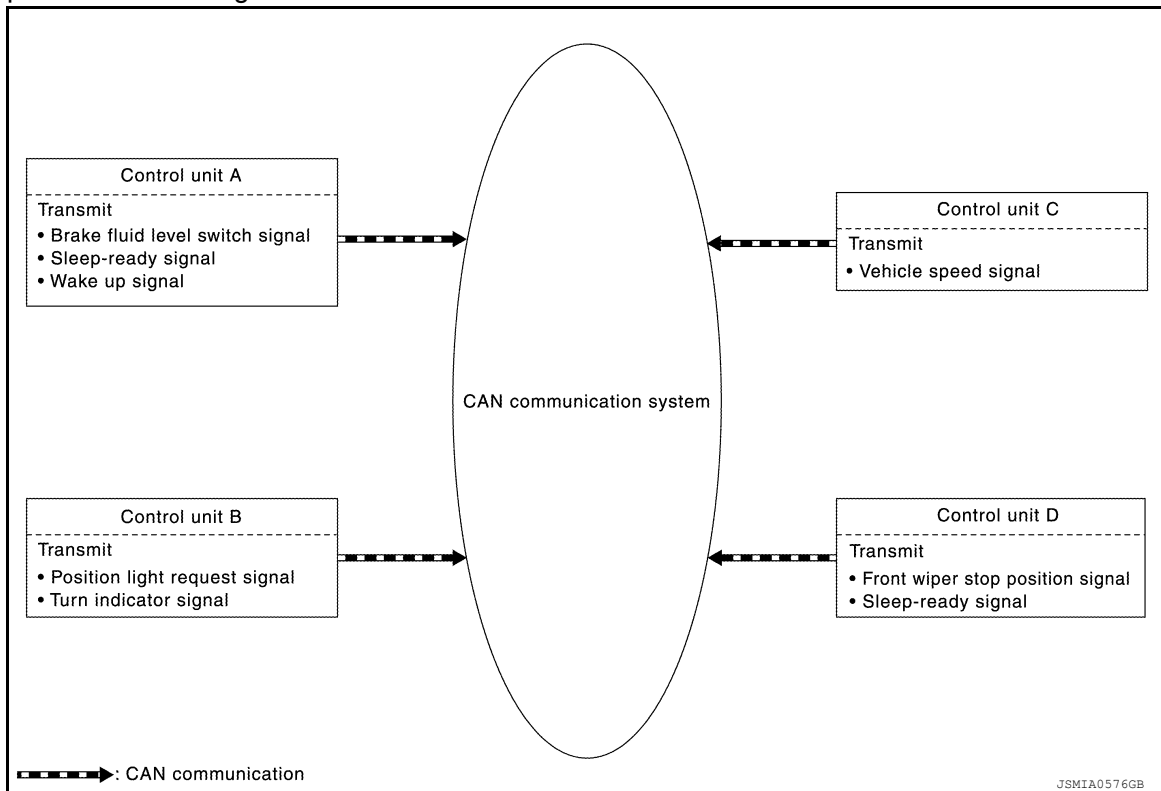 Control unit A
Transmit
• Brake fluid level switch signal
• Sleep-ready signal
• Wake up signal
Control unit C
Transmit
• Vehicle speed signal
CAN communication system
Control unit B
Transmit
• Position light request signal
• Turn indicator signal
Control unit D
Transmit
• Front wiper stop position signal
• Sleep-ready signal
: CAN communication
JSMIA0576GB